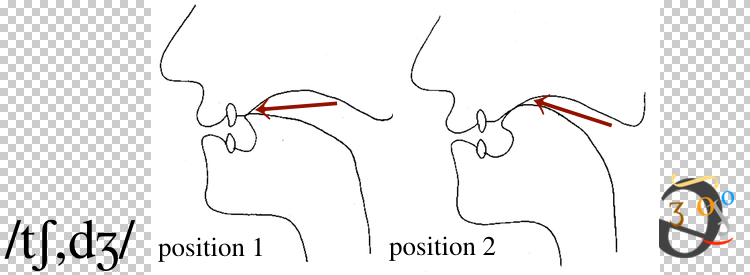 /tʃ,dʒ/
position 1
position 2
ʒ ə ʊ